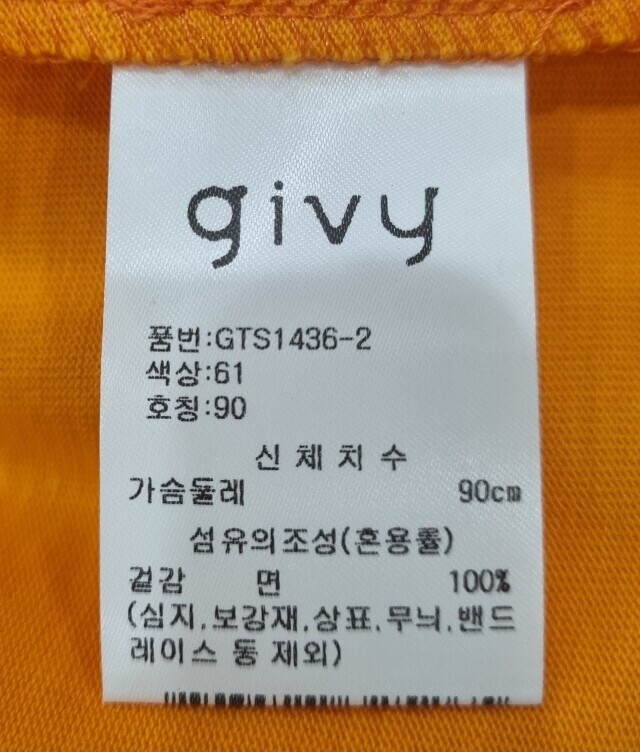 givy
품번:GTS1436-2
색상:61
호칭:90
신체치수
가슴둘레 90cm
섬유의조성(혼용률)
겉감 면 100%
(심지.보강재.상표.무늬.밴드
레이스 등 제외)